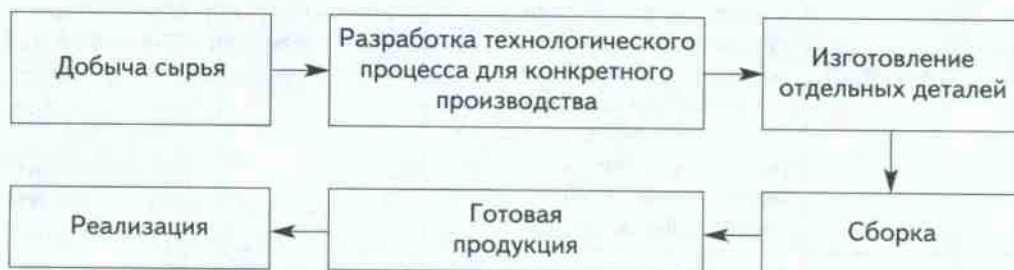 Добыча сырья
Разработка технологического
процесса для конкретного
производства
Изготовление
отдельных деталей
Реализация
Готовая
продукция
Сборка